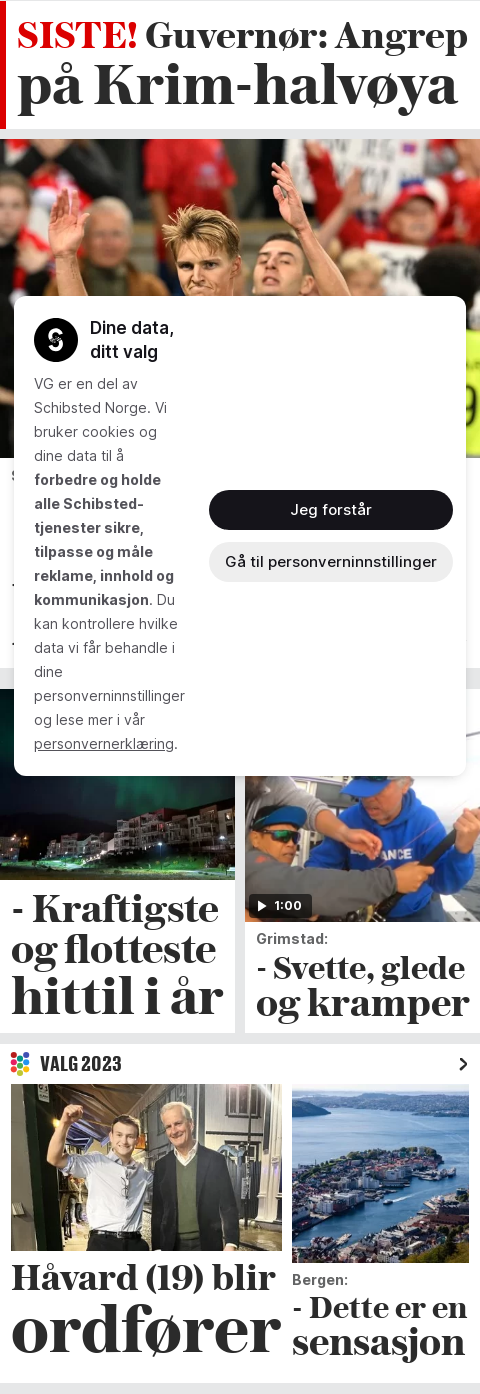 SISTE! Guvernør: Angrep
på Krim-halvøya
Dine data,
ditt valg
VG er en del av
Schibsted Norge. Vi
bruker cookies og
dine data til å
forbedre og holde
alle Schibsted-
tjenester sikre,
tilpasse og måle
reklame, innhold og
kommunikasjon. Du
kan kontrollere hvilke
data vi får behandle i
dine
personverninnstillinger
og lese mer i vår
personvernerklæring.
Jeg forstår
Gå til personverninnstillinger
- Kraftigste
og flotteste
hittil i år
1:00
Grimstad:
- Svette, glede
og kramper
VALG 2023
Håvard (19) blir
ordfører
Bergen:
- Dette er en
sensasjon